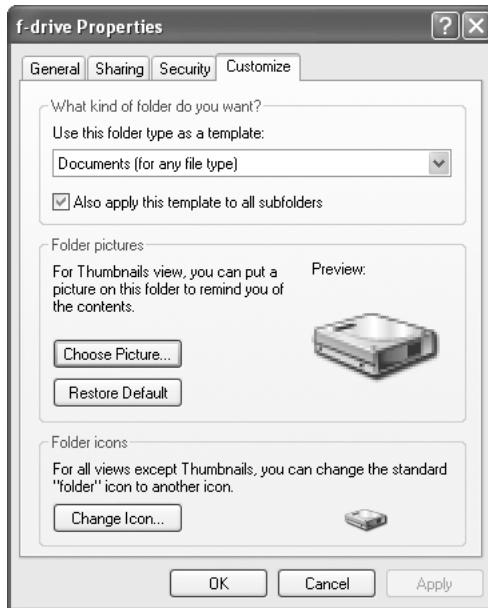 f-drive Properties
General Sharing Security Customize
What kind of folder do you want?
Use this folder type as a template:
Documents (for any file type)
Also apply this template to all subfolders
Folder pictures
For Thumbnails view, you can put a
picture on this folder to remind you of
the contents.
Preview:
Choose Picture...
Restore Default
Folder icons
For all views except Thumbnails, you can change the standard
"folder" icon to another icon.
Change Icon...
OK Cancel Apply